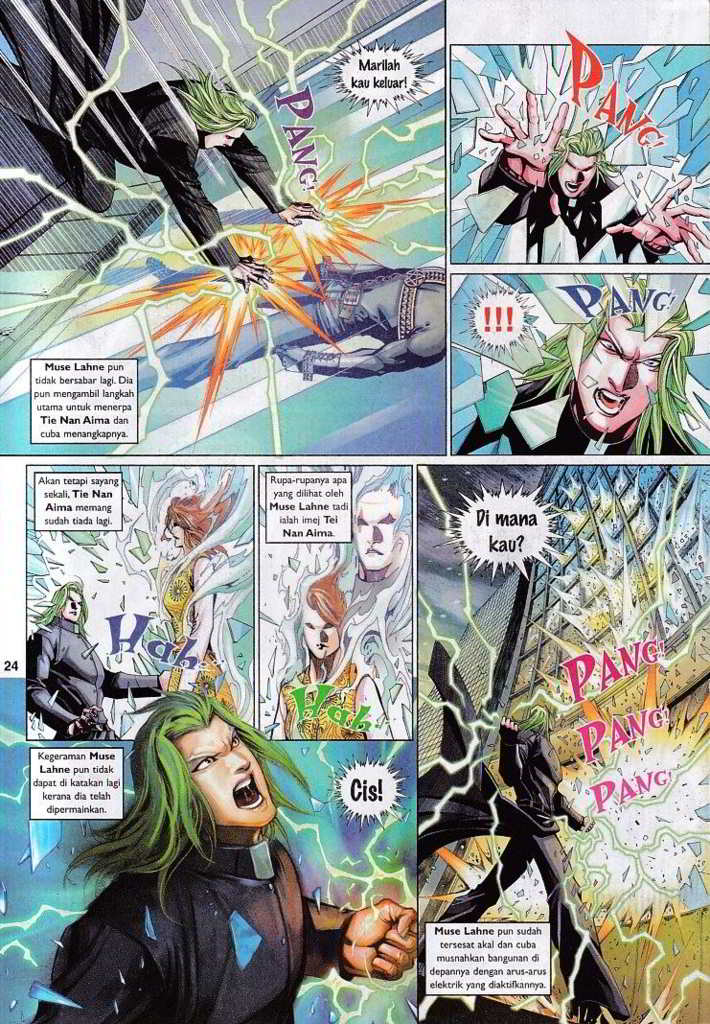 Marilah
kau keluar!
PANG!
Muse Lahne pun
tidak bersabar lagi. Dia
pun mengambil langkah
utama untuk menerpa
Tie Nan Aima dan
cuba menangkapnya.
PANG!
!!!
PANG!
Akan tetapi sayang
sekali, Tie Nan
Aima memang
sudah tiada lagi.
Hab
Rupa-rupanya apa
yang dilihat oleh
Muse Lahne tadi
ialah imej Tei
Nan Aima.
Hab
Di mana
kau?
PANG!
PANG!
PANG!
Muse Lahne pun sudah
tersesat akal dan cuba
musnahkan bangunan di
depannya dengan arus-arus
elektrik yang diaktifkannya.
Kegeraman Muse
Lahne pun tidak
dapat di katakan lagi
kerana dia telah
dipermainkan.
Cis!
24